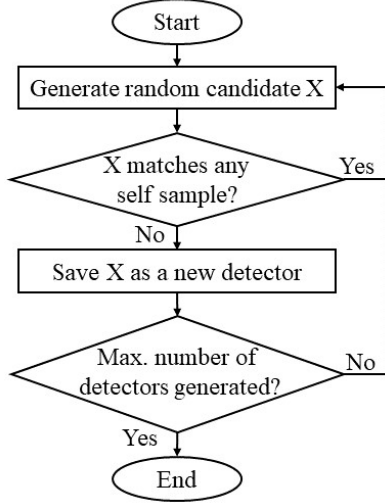 Start
Generate random candidate X
X matches any
self sample?
Yes
No
Save X as a new detector
Max. number of
detectors generated?
No
Yes
End